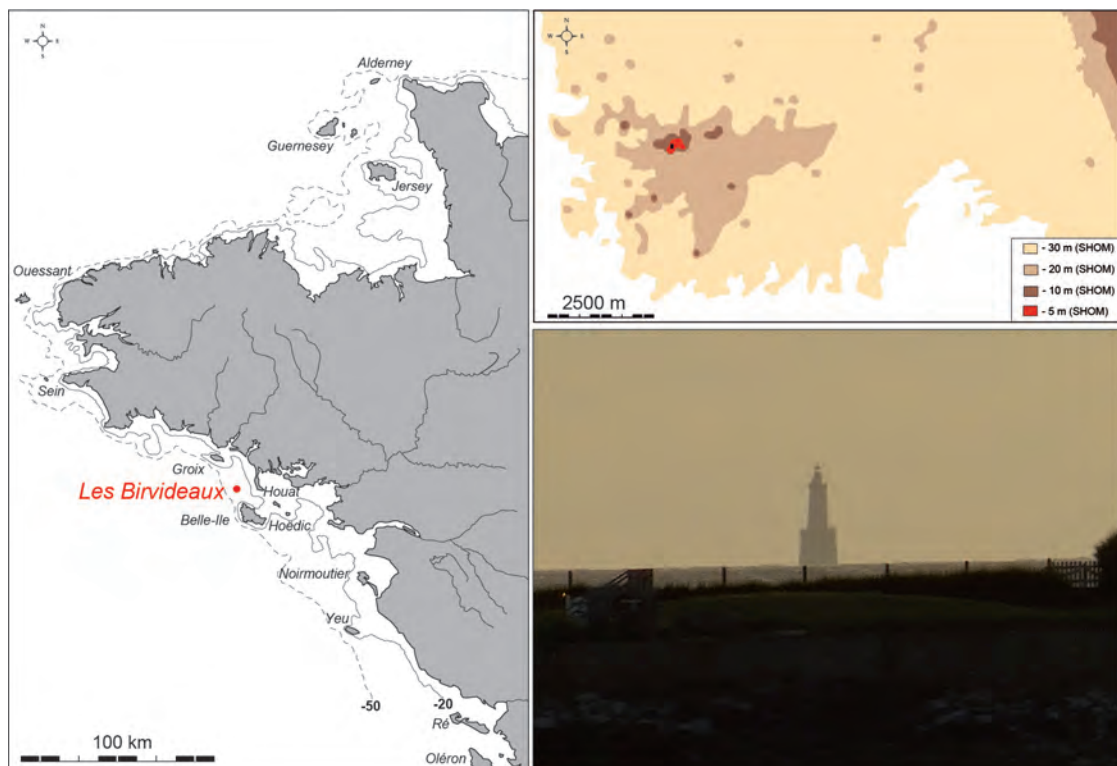 N
W E
S
Alderney
Guernesey
Jersey
Ouessant
Sein
Groix
Les Birvideaux
Houat
Belle-Ile
Hoëdic
Noirmoutier
Yeu
-50
-20
Ré
Oléron
100 km
N
W E
S
- 30 m (SHOM)
- 20 m (SHOM)
- 10 m (SHOM)
- 5 m (SHOM)
2500 m